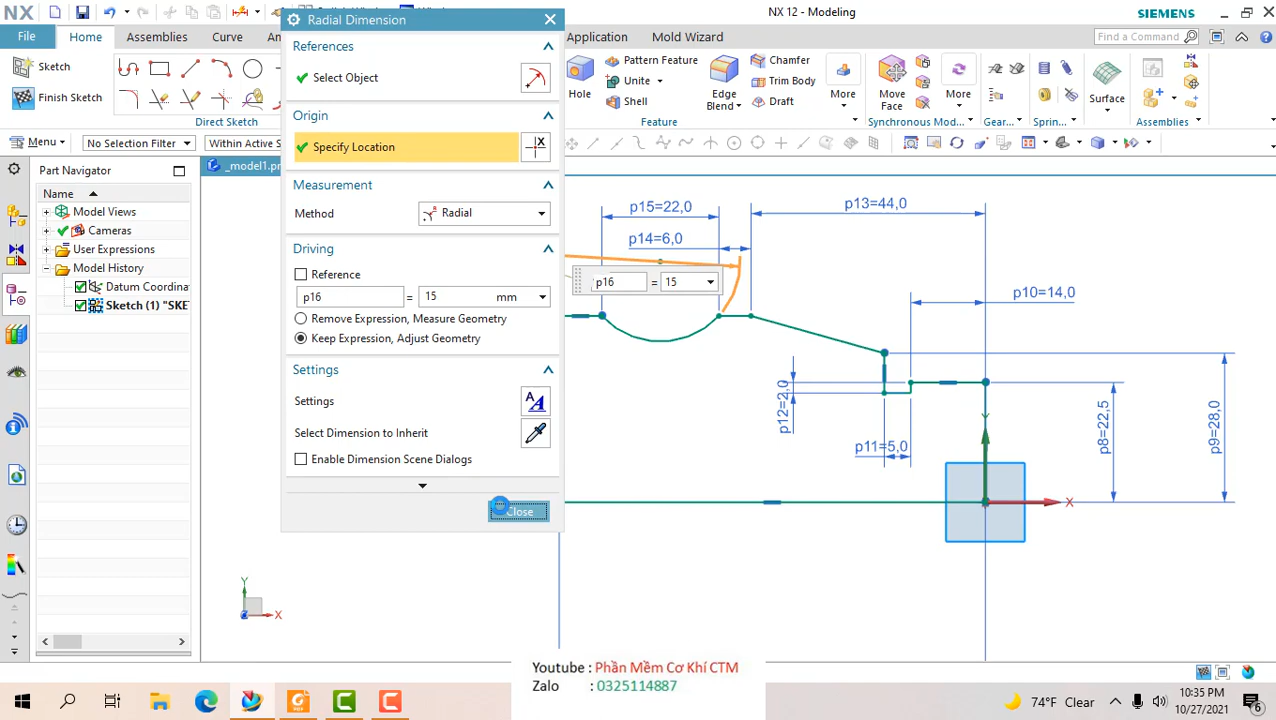 NX
Window
NX 12 - Modeling
SIEMENS
File
Home
Assemblies
Curve
Application
Mold Wizard
Find a Command
Sketch
Finish Sketch
Direct Sketch
Hole
Pattern Feature
Unite
Shell
Edge
Blend
Chamfer
Trim Body
Draft
More
Feature
Move
Face
More
Synchronous Mod...
Gear...
Sprin...
Surface
Assemblies
Menu
No Selection Filter
Within Active S
Part Navigator
Name
Model Views
Cameras
User Expressions
Model History
Datum Coordina
Sketch (1) "SKE
_model1.pr
Radial Dimension
References
Select Object
Origin
Specify Location
Measurement
Method
Radial
Driving
Reference
p16 = 15 mm
Remove Expression, Measure Geometry
Keep Expression, Adjust Geometry
Settings
Settings
Select Dimension to Inherit
Enable Dimension Scene Dialogs
Close
p15=22,0
p14=6,0
p13=44,0
p16 = 15
p10=14,0
p12=2,0
p11=5,0
p8=22,5
p9=28,0
Y
X
Y
X
Youtube : Phần Mềm Cơ Khí CTM
Zalo : 0325114887
74°F Clear
10:35 PM
10/27/2021
6